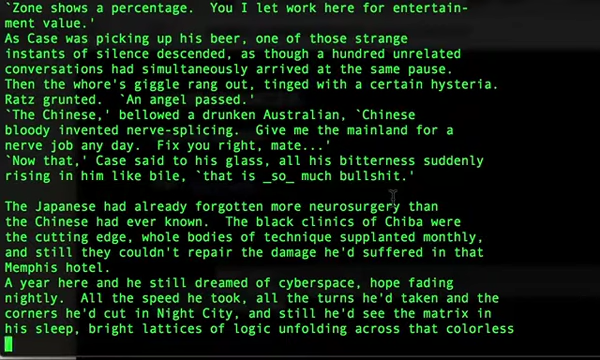 `Zone shows a percentage.  You I let work here for entertain-
ment value.'
As Case was picking up his beer, one of those strange
instants of silence descended, as though a hundred unrelated
conversations had simultaneously arrived at the same pause.
Then the whore's giggle rang out, tinged with a certain hysteria.
Ratz grunted.  `An angel passed.'
`The Chinese,' bellowed a drunken Australian, `Chinese
bloody invented nerve-splicing.  Give me the mainland for a
nerve job any day.  Fix you right, mate...'
`Now that,' Case said to his glass, all his bitterness suddenly
rising in him like bile, `that is _so_ much bullshit.'
The Japanese had already forgotten more neurosurgery than
the Chinese had ever known.  The black clinics of Chiba were
the cutting edge, whole bodies of technique supplanted monthly,
and still they couldn't repair the damage he'd suffered in that
Memphis hotel.
A year here and he still dreamed of cyberspace, hope fading
nightly.  All the speed he took, all the turns he'd taken and the
corners he'd cut in Night City, and still he'd see the matrix in
his sleep, bright lattices of logic unfolding across that colorless